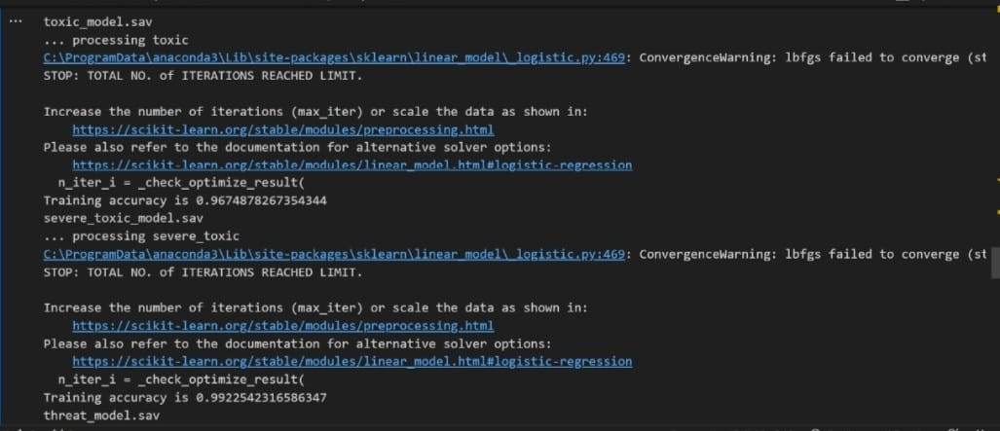 ... toxic_model.sav
... processing toxic
C:\ProgramData\anaconda3\Lib\site-packages\sklearn\linear_model\_logistic.py:469: ConvergenceWarning: lbfgs failed to converge (st
STOP: TOTAL NO. of ITERATIONS REACHED LIMIT.
Increase the number of iterations (max_iter) or scale the data as shown in:
https://scikit-learn.org/stable/modules/preprocessing.html
Please also refer to the documentation for alternative solver options:
https://scikit-learn.org/stable/modules/linear_model.html#logistic-regression
n_iter_i = _check_optimize_result(
Training accuracy is 0.9674878267354344
severe_toxic_model.sav
... processing severe_toxic
C:\ProgramData\anaconda3\Lib\site-packages\sklearn\linear_model\_logistic.py:469: ConvergenceWarning: lbfgs failed to converge (st
STOP: TOTAL NO. of ITERATIONS REACHED LIMIT.
Increase the number of iterations (max_iter) or scale the data as shown in:
https://scikit-learn.org/stable/modules/preprocessing.html
Please also refer to the documentation for alternative solver options:
https://scikit-learn.org/stable/modules/linear_model.html#logistic-regression
n_iter_i = _check_optimize_result(
Training accuracy is 0.9922542316586347
threat_model.sav